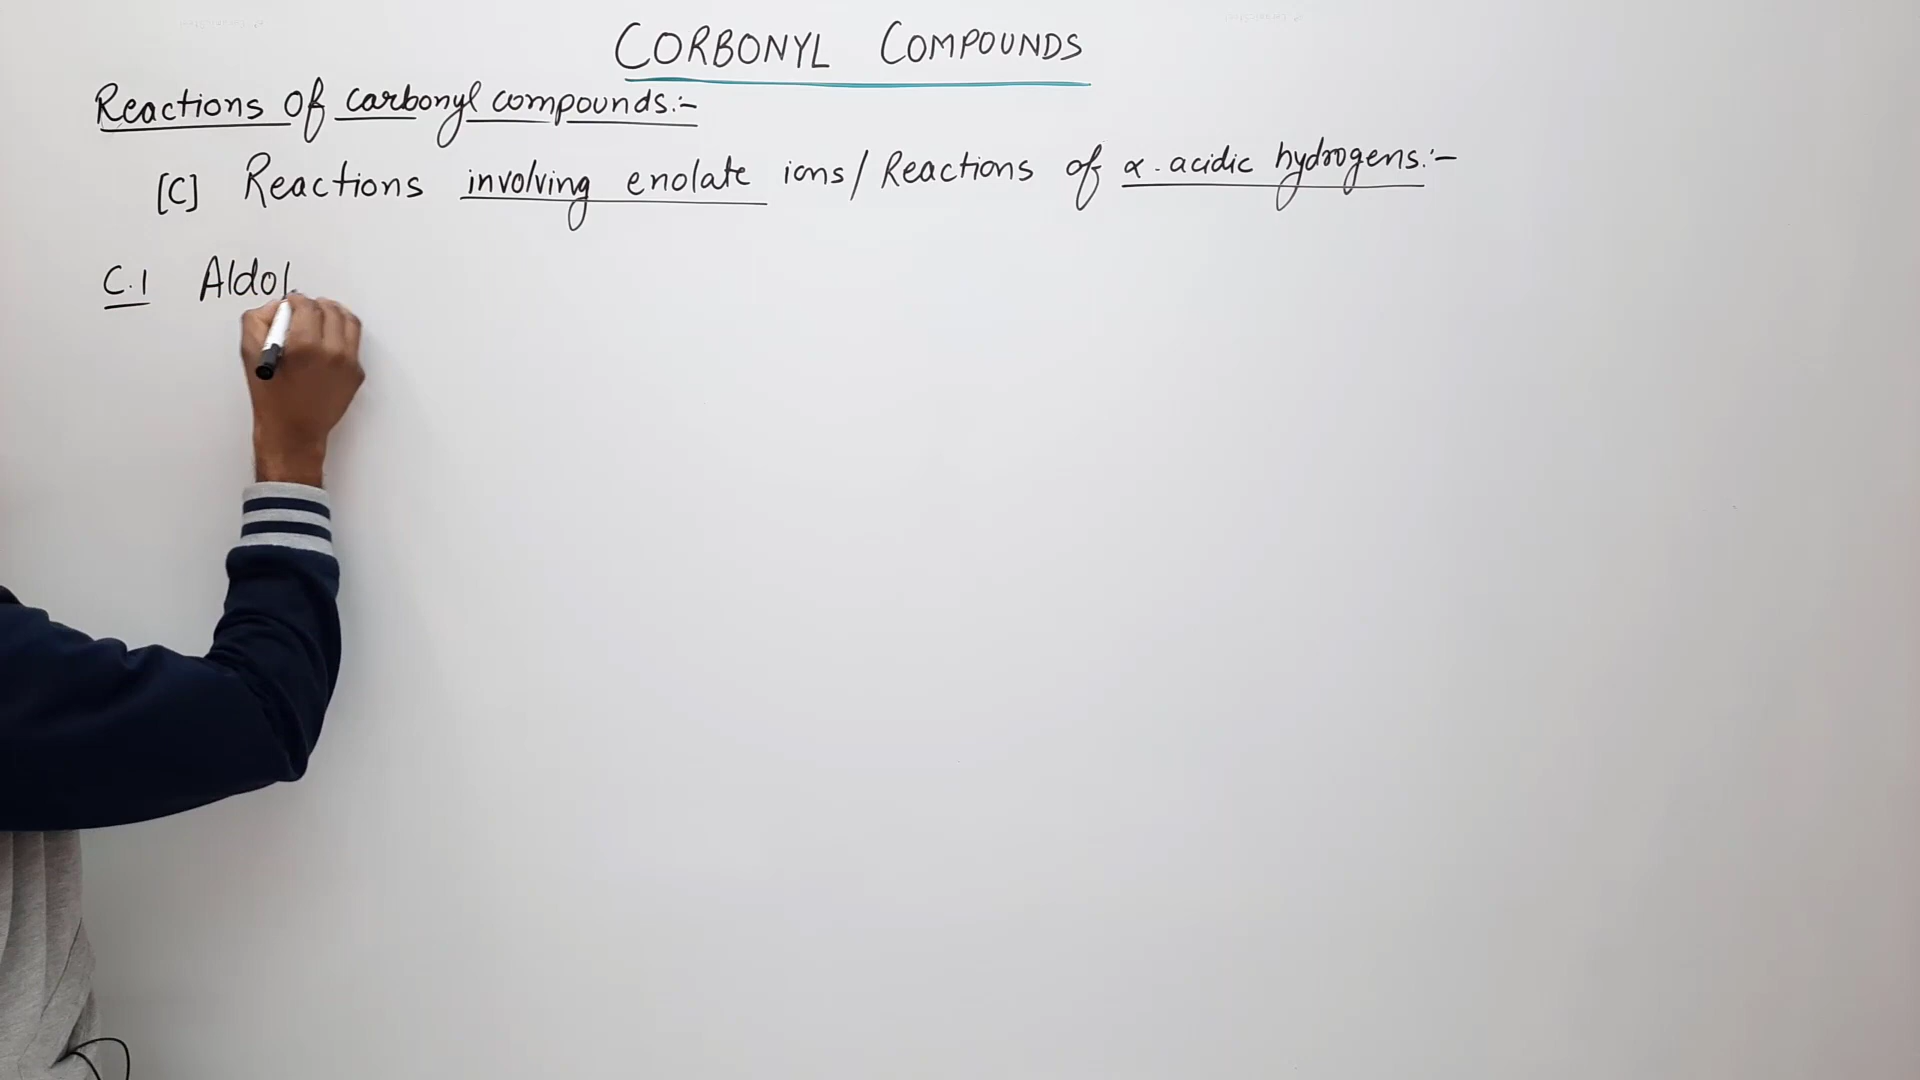 CORBONYL COMPOUNDS
Reactions Of carbonyl compounds:-
[C] Reactions involving enolate ions/Reactions of α-acidic hydrogens:-
C.1 Aldol